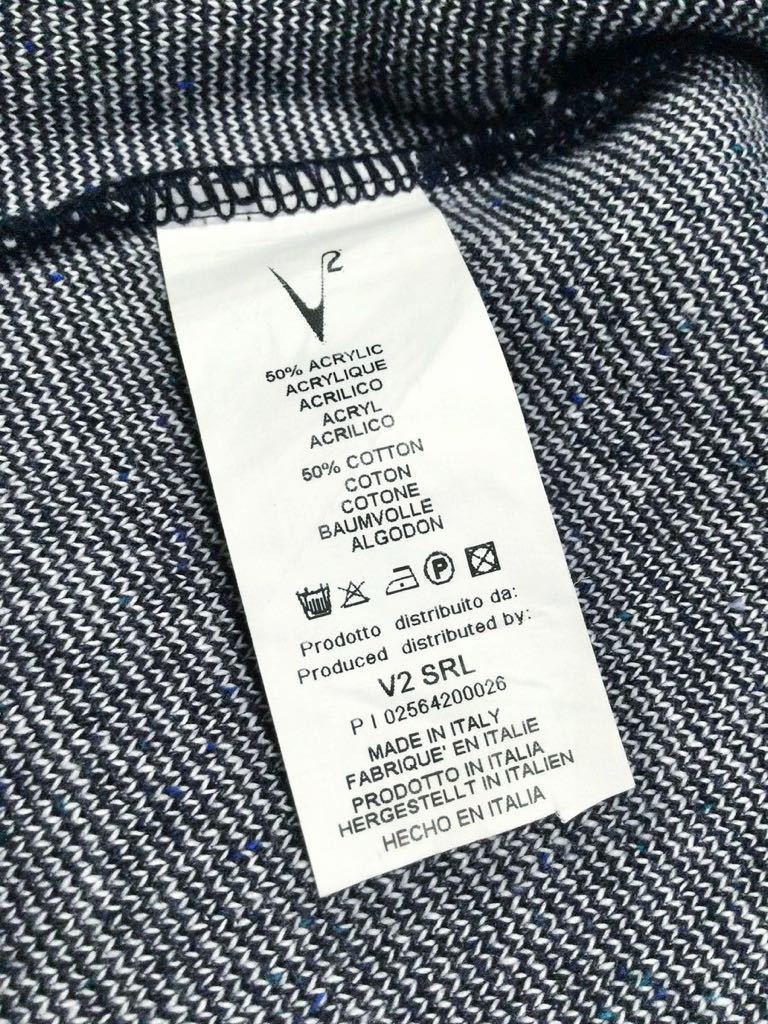 V2
50% ACRYLIC
ACRYLIQUE
ACRILICO
ACRYL
ACRILICO
50% COTTON
COTON
COTONE
BAUMVOLLE
ALGODON
P
Prodotto distribuito da:
Produced distributed by:
V2 SRL
P I 02564200026
MADE IN ITALY
FABRIQUE' EN ITALIE
PRODOTTO IN ITALIA
HERGESTELLT IN ITALIEN
HECHO EN ITALIA